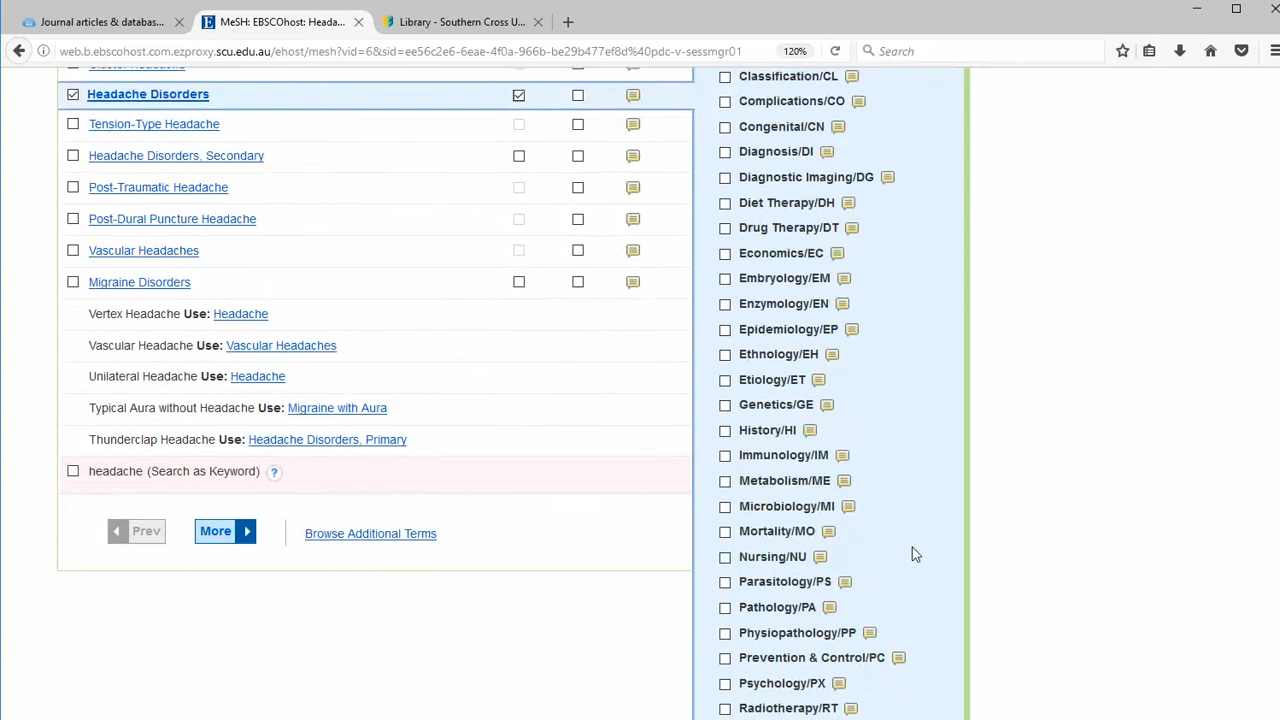 Journal articles & databas...
MeSH: EBSCOhost: Heada...
Library - Southern Cross U...
web.b.ebscohost.com.ezproxy.scu.edu.au/ehost/mesh?vid=6&sid=ee56c2e6-6eae-4f0a-966b-be29b477ef8d%40pdc-v-sessmgr01
120%
Search
Cluster Headache
Headache Disorders
Tension-Type Headache
Headache Disorders, Secondary
Post-Traumatic Headache
Post-Dural Puncture Headache
Vascular Headaches
Migraine Disorders
Vertex Headache Use: Headache
Vascular Headache Use: Vascular Headaches
Unilateral Headache Use: Headache
Typical Aura without Headache Use: Migraine with Aura
Thunderclap Headache Use: Headache Disorders, Primary
headache (Search as Keyword) ?
Prev More Browse Additional Terms
Classification/CL
Complications/CO
Congenital/CN
Diagnosis/DI
Diagnostic Imaging/DG
Diet Therapy/DH
Drug Therapy/DT
Economics/EC
Embryology/EM
Enzymology/EN
Epidemiology/EP
Ethnology/EH
Etiology/ET
Genetics/GE
History/HI
Immunology/IM
Metabolism/ME
Microbiology/MI
Mortality/MO
Nursing/NU
Parasitology/PS
Pathology/PA
Physiopathology/PP
Prevention & Control/PC
Psychology/PX
Radiotherapy/RT